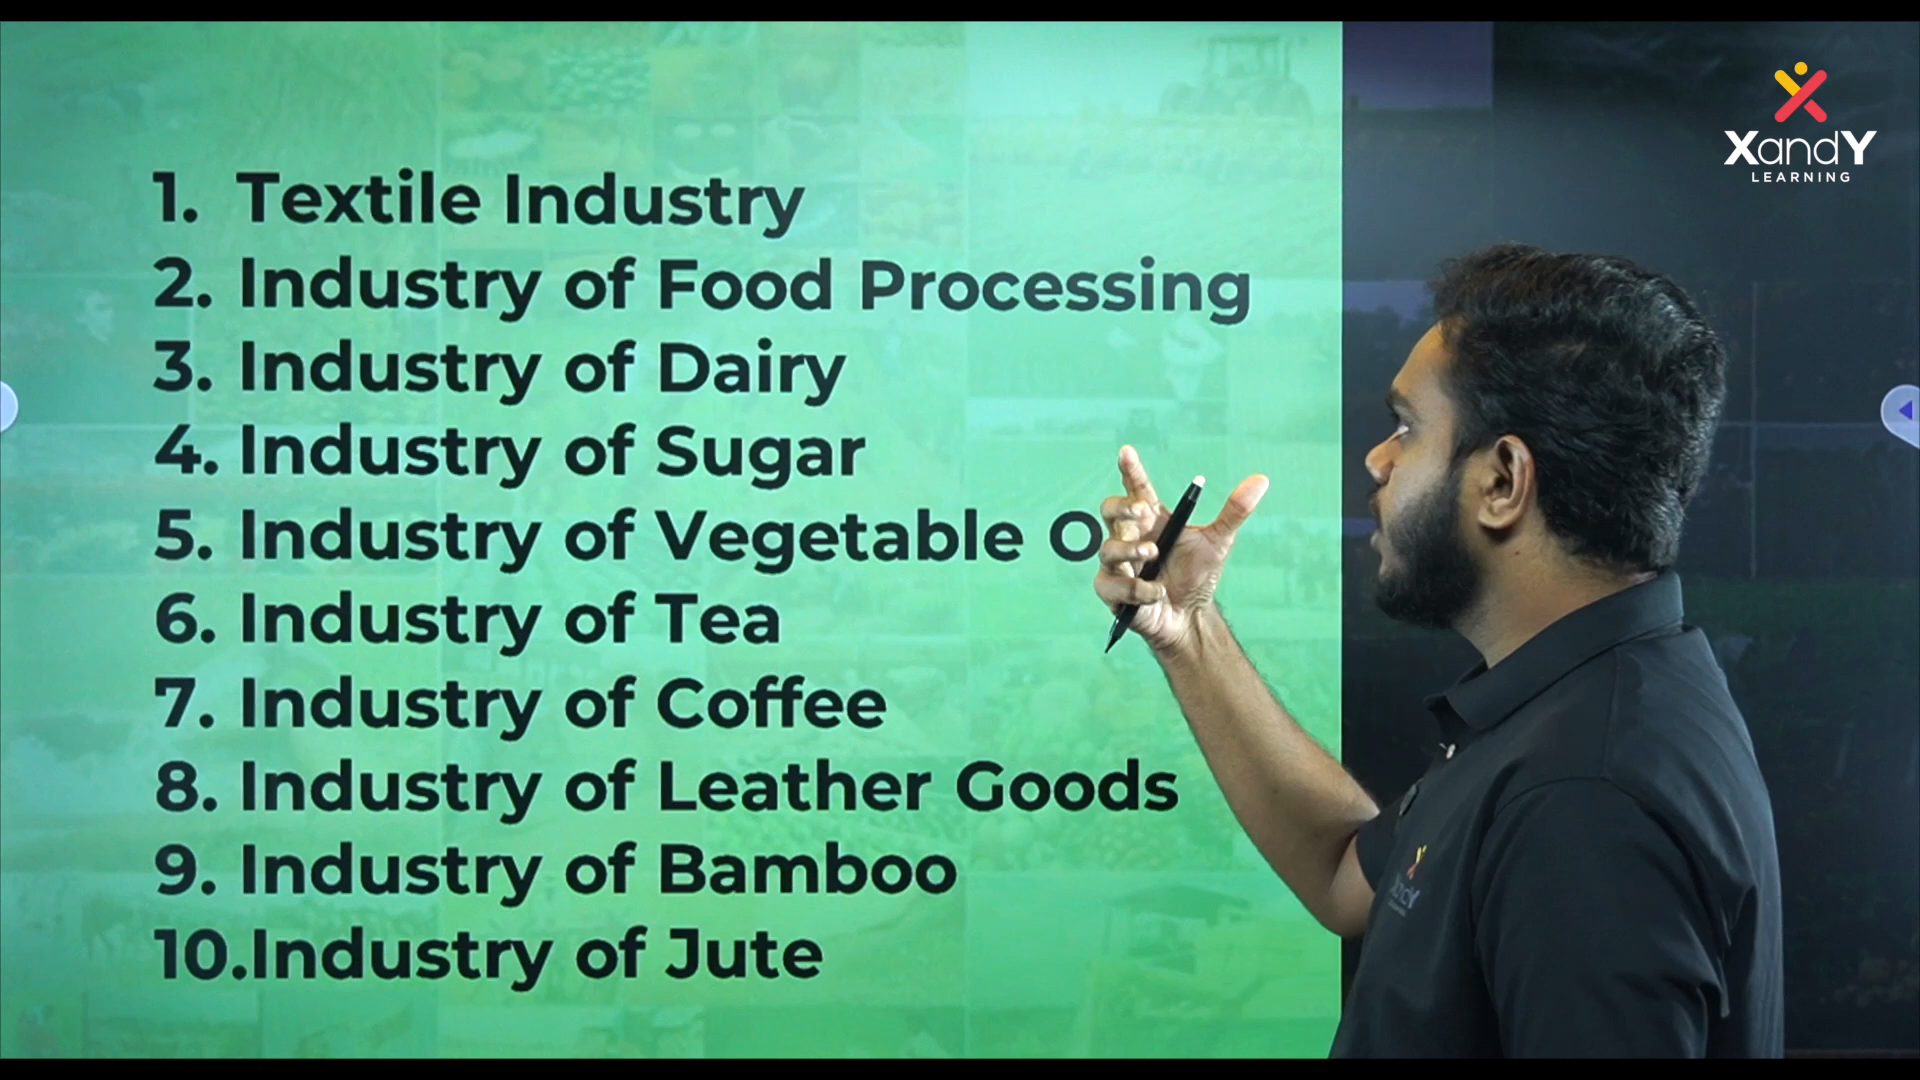 1. Textile Industry
2. Industry of Food Processing
3. Industry of Dairy
4. Industry of Sugar
5. Industry of Vegetable
6. Industry of Tea
7. Industry of Coffee
8. Industry of Leather Goods
9. Industry of Bamboo
10.Industry of Jute
XandY
LEARNING